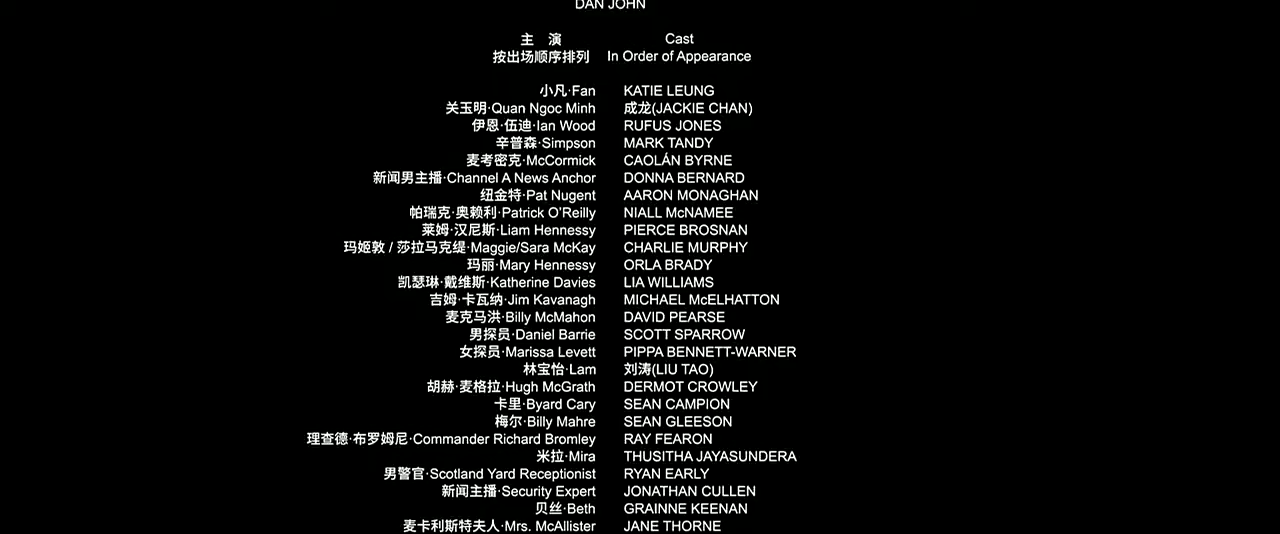 DAN JOHN
主 演 Cast
按出场顺序排列 In Order of Appearance
小凡·Fan KATIE LEUNG
关玉明·Quan Ngoc Minh 成龙(JACKIE CHAN)
伊恩·伍迪·Ian Wood RUFUS JONES
辛普森·Simpson MARK TANDY
麦考密克·McCormick CAOLÁN BYRNE
新闻男主播·Channel A News Anchor DONNA BERNARD
纽金特·Pat Nugent AARON MONAGHAN
帕瑞克·奥赖利·Patrick O'Reilly NIALL McNAMEE
莱姆·汉尼斯·Liam Hennessy PIERCE BROSNAN
玛姬敦 / 莎拉马克缇·Maggie/Sara McKay CHARLIE MURPHY
玛丽·Mary Hennessy ORLA BRADY
凯瑟琳·戴维斯·Katherine Davies LIA WILLIAMS
吉姆·卡瓦纳·Jim Kavanagh MICHAEL McELHATTON
麦克马洪·Billy McMahon DAVID PEARSE
男探员·Daniel Barrie SCOTT SPARROW
女探员·Marissa Levett PIPPA BENNETT-WARNER
林宝怡·Lam 刘涛(LIU TAO)
胡赫·麦格拉·Hugh McGrath DERMOT CROWLEY
卡里·Byard Cary SEAN CAMPION
梅尔·Billy Mahre SEAN GLEESON
理查德·布罗姆尼·Commander Richard Bromley RAY FEARON
米拉·Mira THUSITHA JAYASUNDERA
男警官·Scotland Yard Receptionist RYAN EARLY
新闻主播·Security Expert JONATHAN CULLEN
贝丝·Beth GRAINNE KEENAN
麦卡利斯特夫人·Mrs. McAllister JANE THORNE